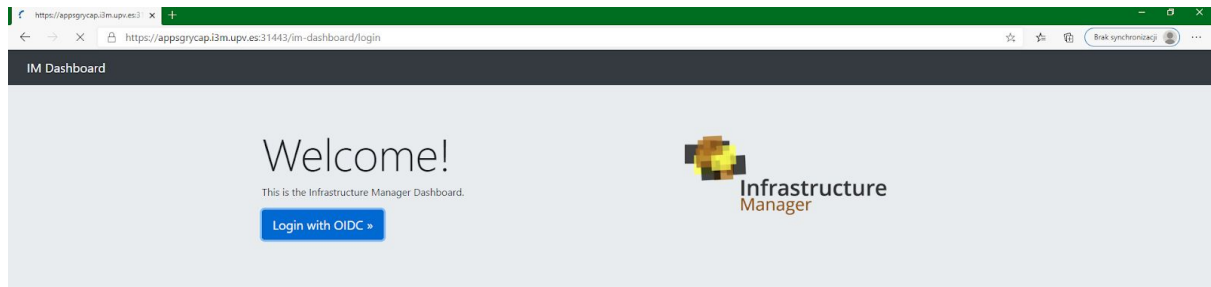 https://appsgrycap.i3m.upv.es:3
https://appsgrycap.i3m.upv.es:31443/im-dashboard/login
Brak synchronizacji
IM Dashboard
Welcome!
This is the Infrastructure Manager Dashboard.
Login with OIDC »
Infrastructure
Manager